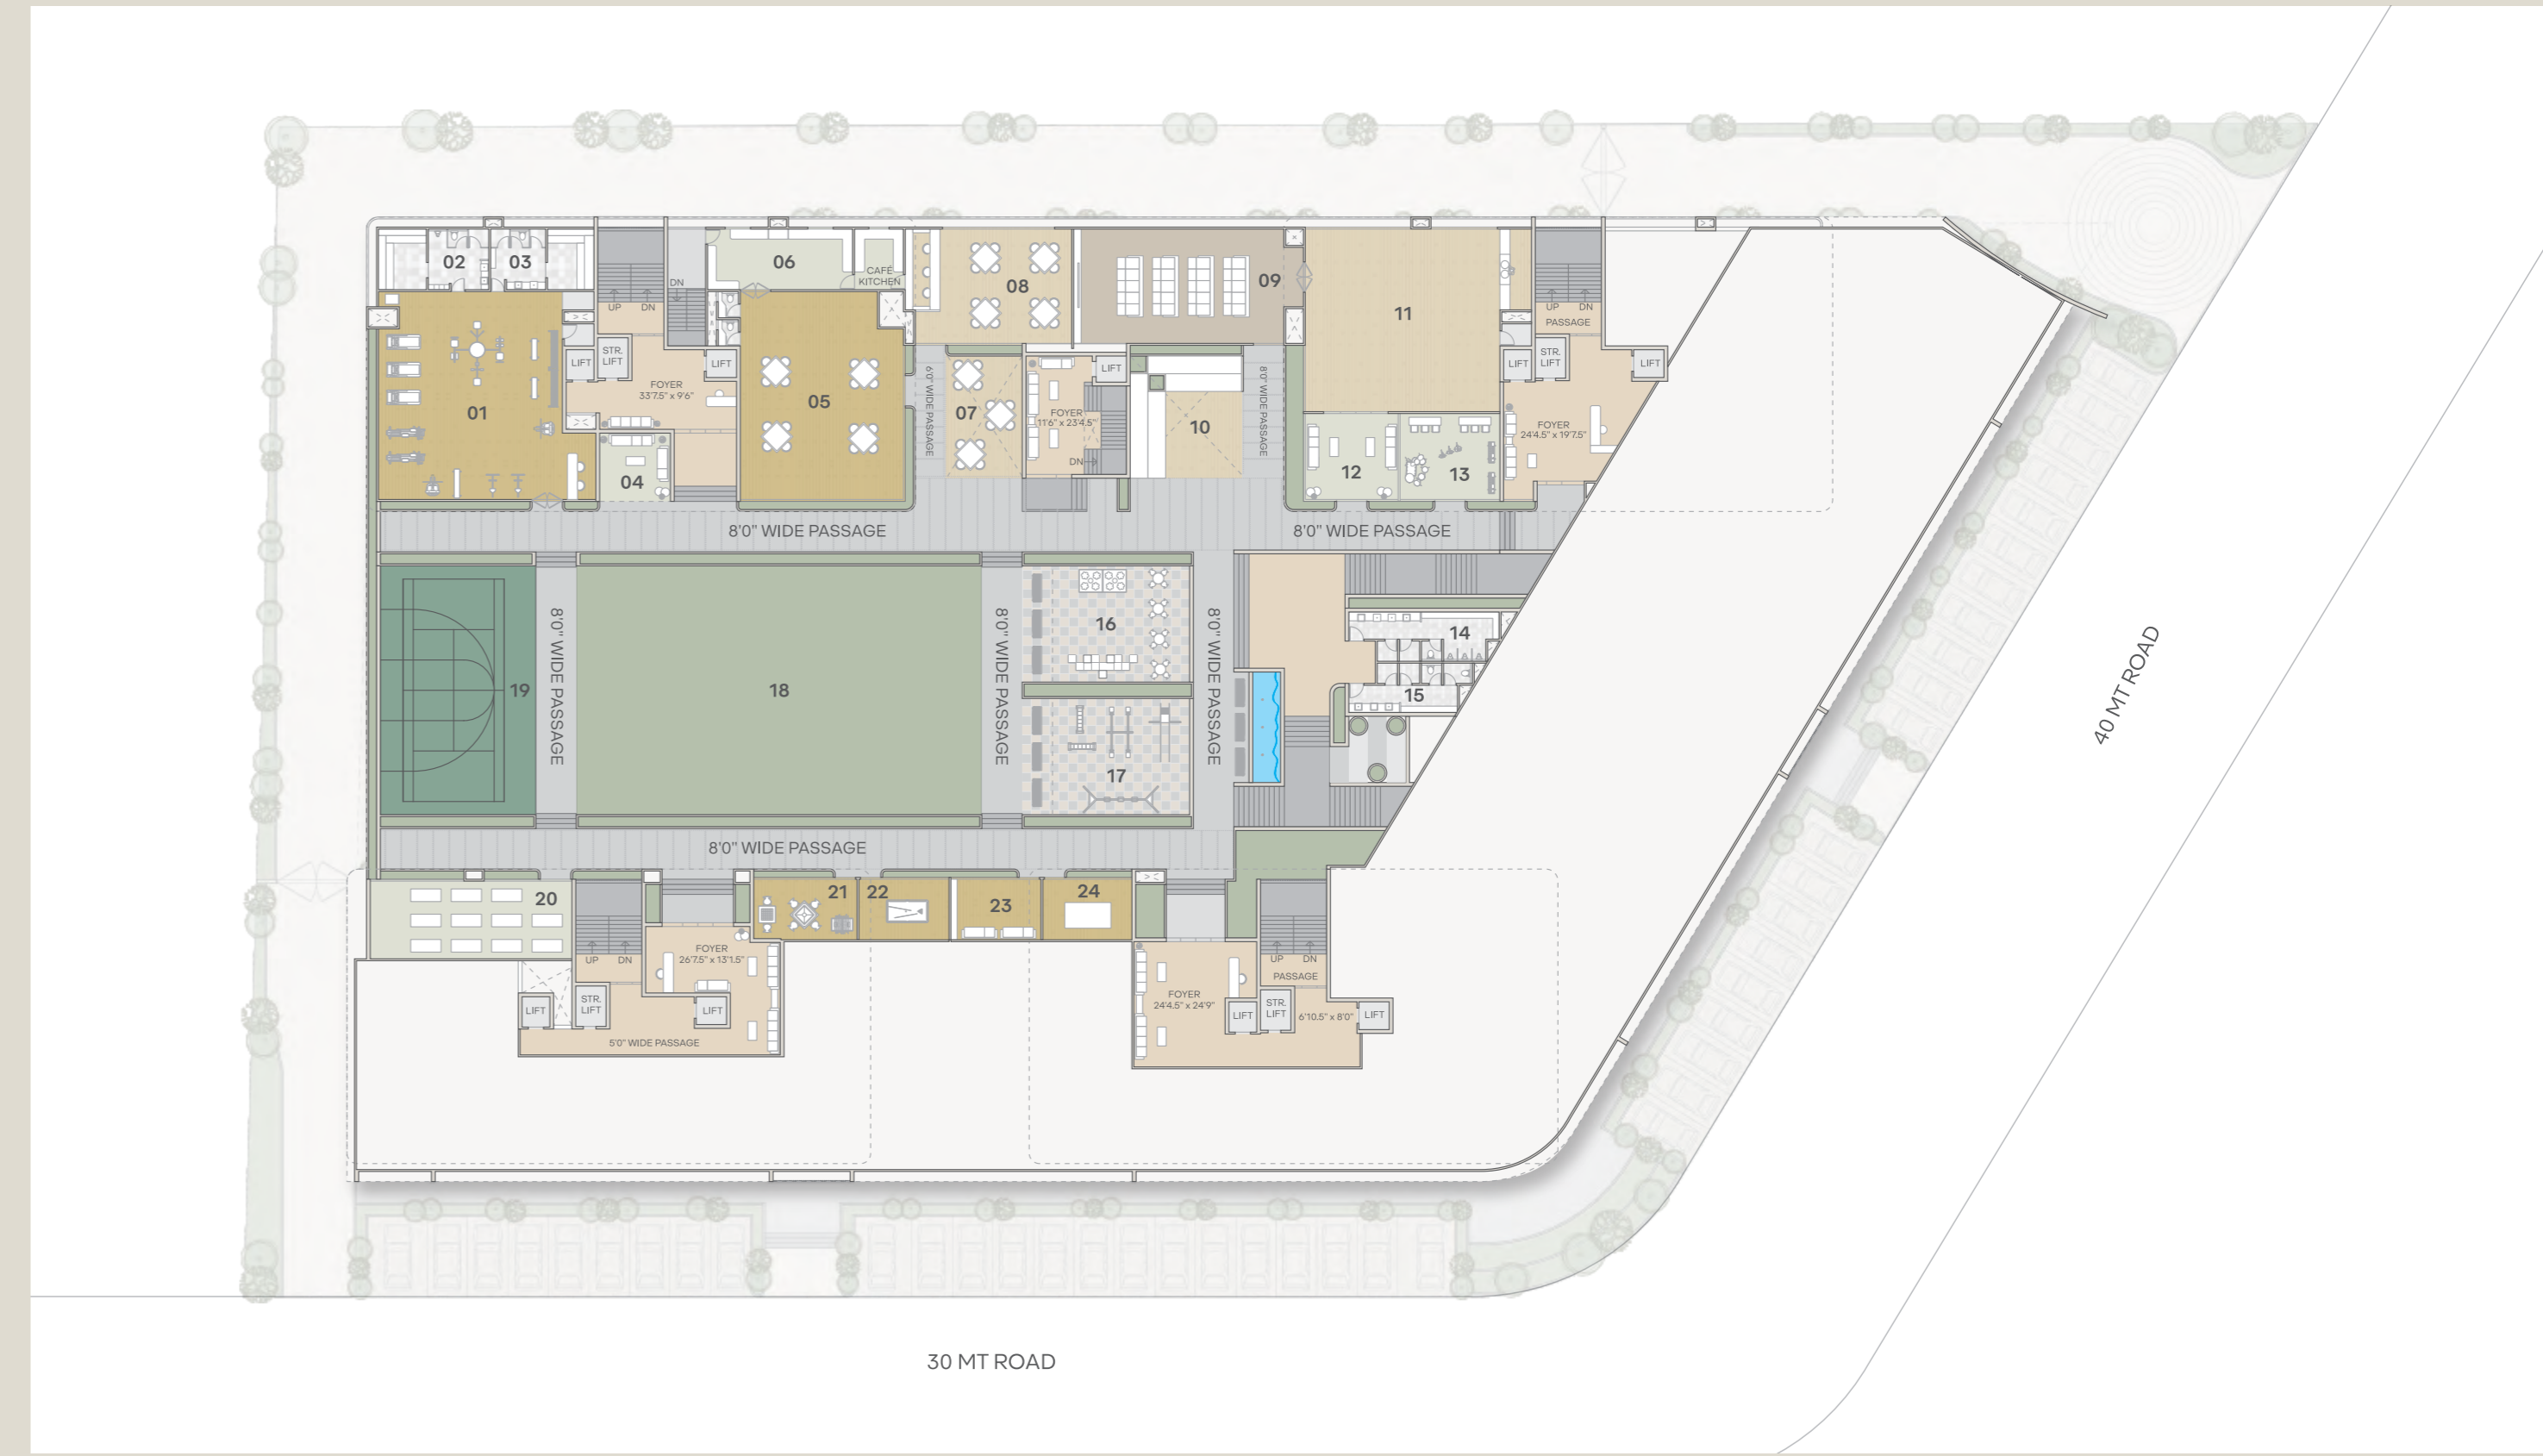 02
03
06
CAFÉ
KITCHEN
08
09
11
DN
UP DN
UP DN
PASSAGE
01
LIFT
STR.
LIFT
LIFT
FOYER
33'7.5" x 9'6"
04
05
6'0" WIDE PASSAGE
07
LIFT
FOYER
11'6" x 23'4.5"
DN
10
8'0" WIDE PASSAGE
12
13
LIFT
STR.
LIFT
LIFT
FOYER
24'4.5" x 19'7.5"
8'0" WIDE PASSAGE
8'0" WIDE PASSAGE
19
8'0" WIDE PASSAGE
18
8'0" WIDE PASSAGE
16
17
8'0" WIDE PASSAGE
14
15
40 MT ROAD
8'0" WIDE PASSAGE
20
21
22
23
24
UP DN
FOYER
26'7.5" x 13'1.5"
LIFT
STR.
LIFT
LIFT
5'0" WIDE PASSAGE
UP DN
PASSAGE
FOYER
24'4.5" x 24'9"
LIFT
STR.
LIFT
6'10.5" x 8'0"
LIFT
30 MT ROAD